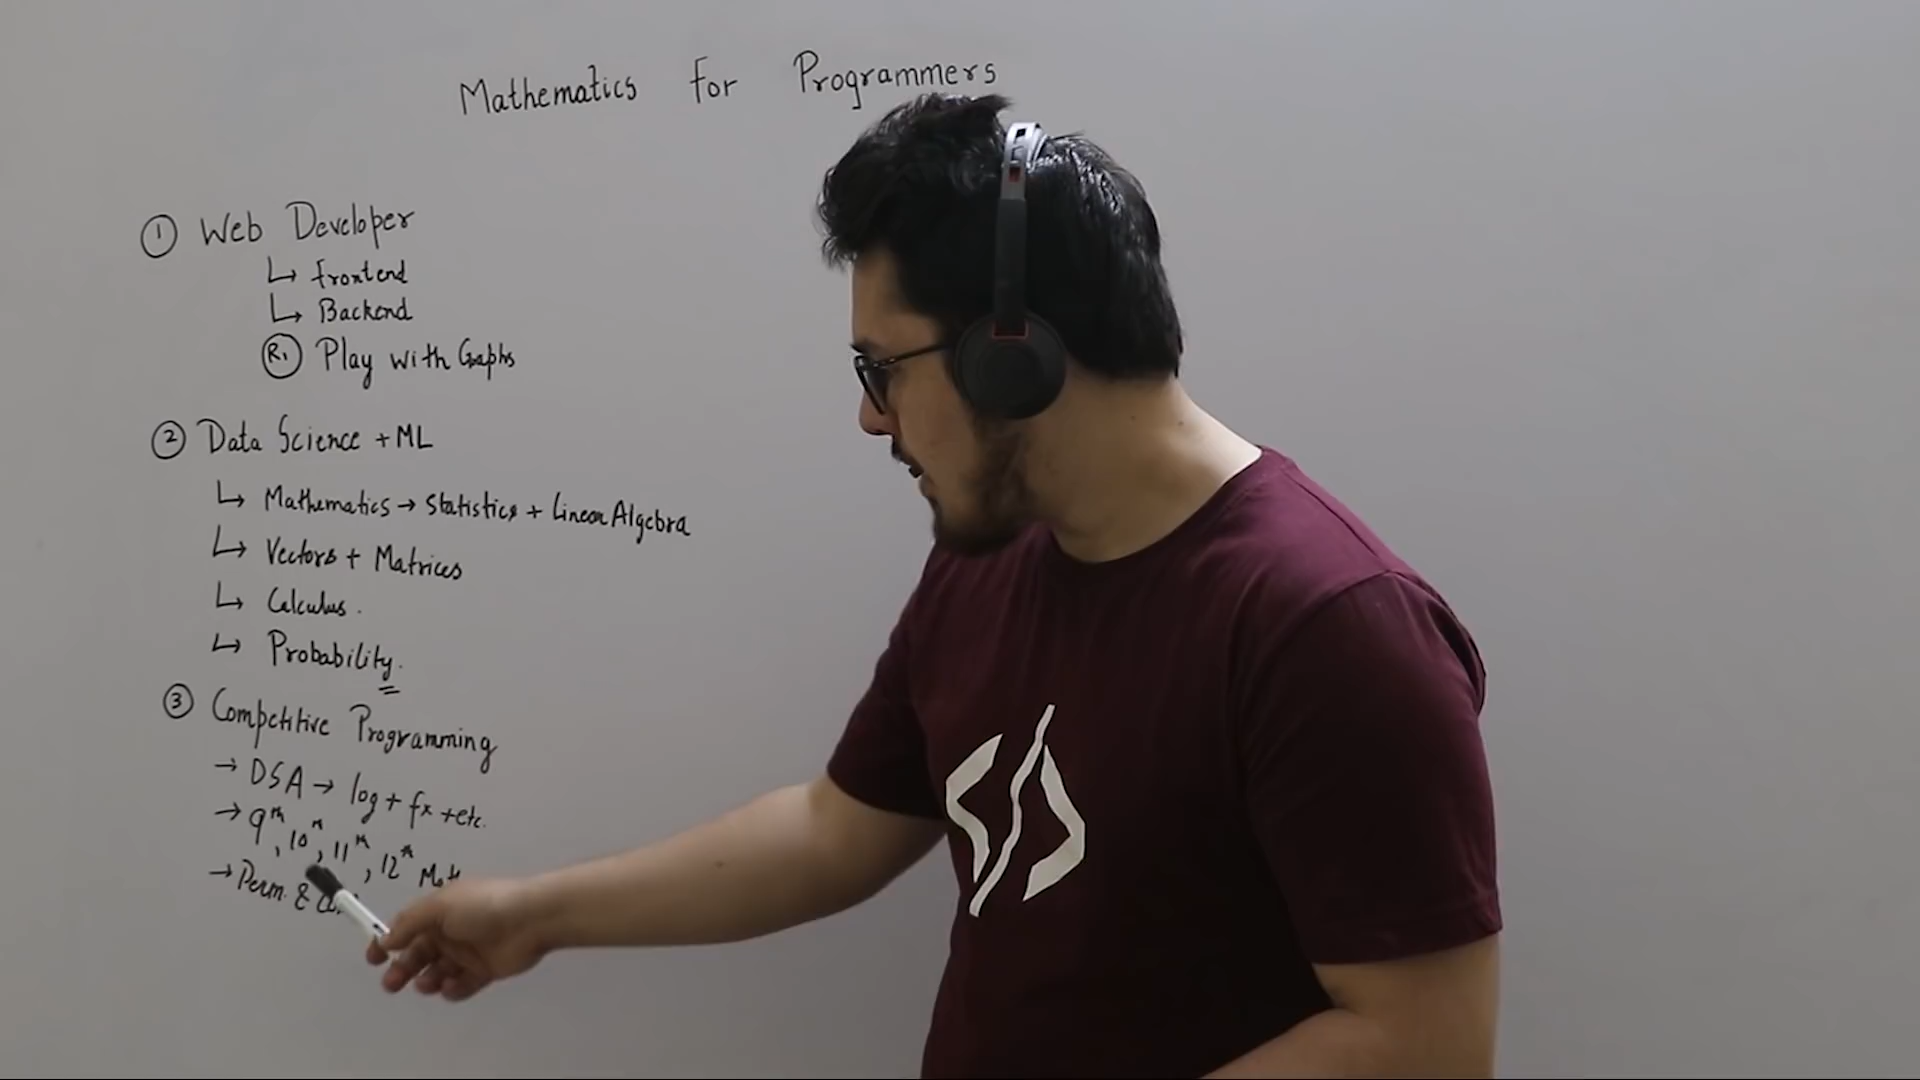 Mathematics for Programmers
① Web Developer
↳ frontend
↳ Backend
R₁ Play with Graphs
② Data Science + ML
↳ Mathematics → Statistics + Linear Algebra
↳ Vectors + Matrices
↳ Calculus.
↳ Probability.
③ Competitive Programming
→ DSA → log + fx + etc.
→ 9th, 10th, 11th, 12th
→ Perm. &